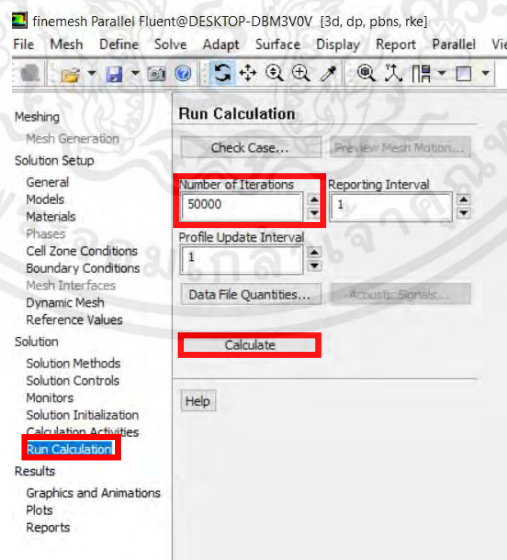 finemesh Parallel Fluent@DESKTOP-DBM3V0V [3d, dp, pbns, rke]
File Mesh Define Solve Adapt Surface Display Report Parallel Vie
Meshing
Mesh Generation
Solution Setup
General
Models
Materials
Phases
Cell Zone Conditions
Boundary Conditions
Mesh Interfaces
Dynamic Mesh
Reference Values
Solution
Solution Methods
Solution Controls
Monitors
Solution Initialization
Calculation Activities
Run Calculation
Results
Graphics and Animations
Plots
Reports
Run Calculation
Check Case... Preview Mesh Motion...
Number of Iterations Reporting Interval
50000 1
Profile Update Interval
1
Data File Quantities... Acoustic Signals...
Calculate
Help